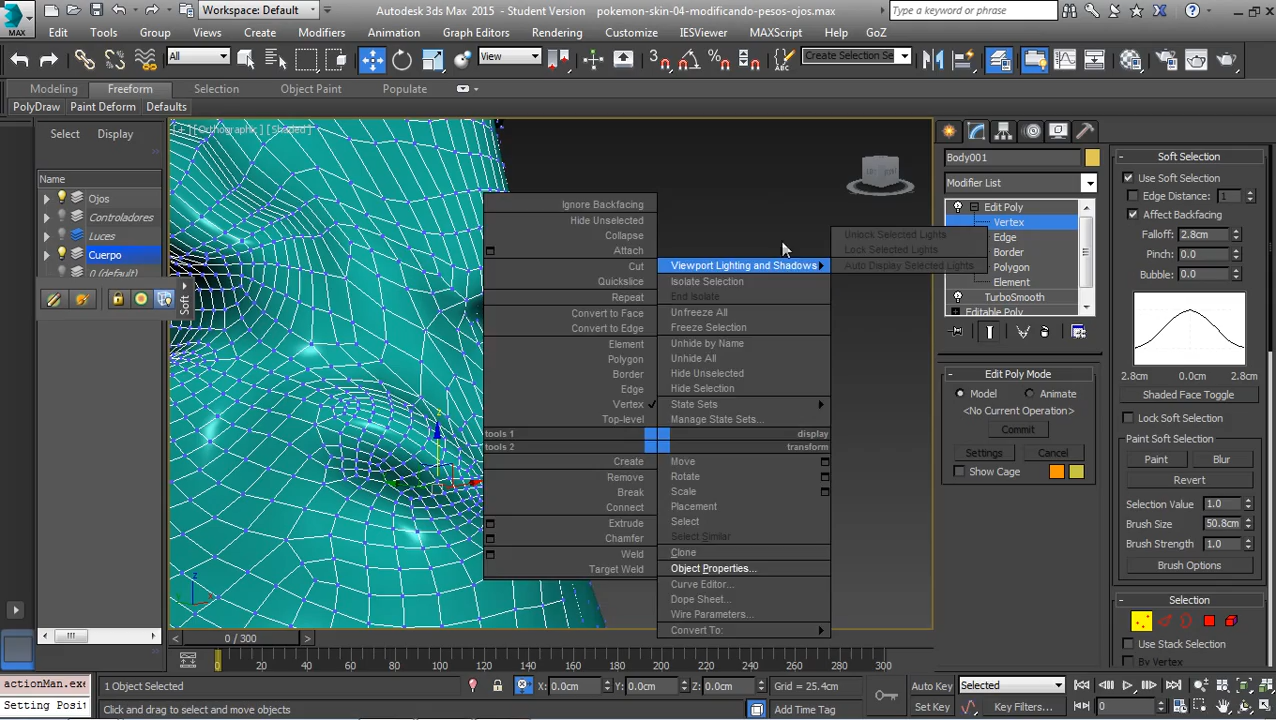 Workspace: Default
Autodesk 3ds Max 2015 - Student Version
pokemon-skin-04-modificando-pesos-ojos.max
Type a keyword or phrase
MAX
Edit
Tools
Group
Views
Create
Modifiers
Animation
Graph Editors
Rendering
Customize
IESViewer
MAXScript
Help
GoZ
All
View
Create Selection Se
Modeling
Freeform
Selection
Object Paint
Populate
PolyDraw
Paint Deform
Defaults
Select
Display
Name
Ojos
Controladores
Luces
Cuerpo
0 (default)
Soft
[+] [Orthographic] [Shaded]
Ignore Backfacing
Hide Unselected
Collapse
Attach
Cut
Quickslice
Repeat
Convert to Face
Convert to Edge
Element
Polygon
Border
Edge
Vertex
Top-level
tools 1
tools 2
Create
Remove
Break
Connect
Extrude
Chamfer
Weld
Target Weld
Viewport Lighting and Shadows
Isolate Selection
End Isolate
Unfreeze All
Freeze Selection
Unhide by Name
Unhide All
Hide Unselected
Hide Selection
State Sets
Manage State Sets...
display
transform
Move
Rotate
Scale
Placement
Select
Select Similar
Clone
Object Properties...
Curve Editor...
Dope Sheet...
Wire Parameters...
Convert To:
Unlock Selected Lights
Lock Selected Lights
Auto Display Selected Lights
Body001
Modifier List
Edit Poly
Vertex
Edge
Border
Polygon
Element
TurboSmooth
Editable Poly
Edit Poly Mode
Model
Animate
<No Current Operation>
Commit
Settings
Cancel
Show Cage
Soft Selection
Use Soft Selection
Edge Distance: 1
Affect Backfacing
Falloff: 2.8cm
Pinch: 0.0
Bubble: 0.0
2.8cm 0.0cm 2.8cm
Shaded Face Toggle
Lock Soft Selection
Paint Soft Selection
Paint
Blur
Revert
Selection Value 1.0
Brush Size 50.8cm
Brush Strength 1.0
Brush Options
Selection
Use Stack Selection
By Vertex
0 / 300
0 20 40 60 80 100 120 140 160 180 200 220 240 260 280 300
actionMan.exe
Setting Posit
1 Object Selected
X: 0.0cm
Y: 0.0cm
Z: 0.0cm
Grid = 25.4cm
Auto Key
Selected
Click and drag to select and move objects
Add Time Tag
Set Key
Key Filters...
0